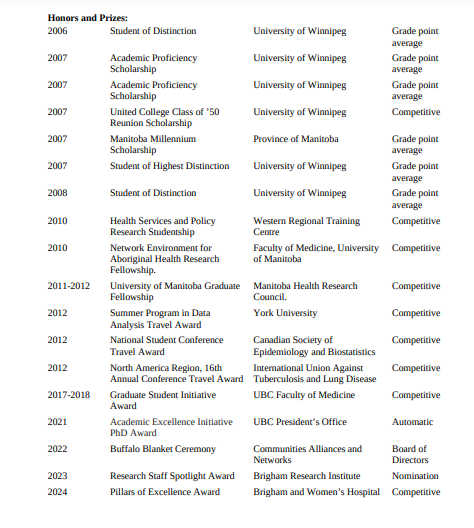 Honors and Prizes:
2006 Student of Distinction University of Winnipeg Grade point
average
2007 Academic Proficiency University of Winnipeg Grade point
Scholarship average
2007 Academic Proficiency University of Winnipeg Grade point
Scholarship average
2007 United College Class of ’50 University of Winnipeg Competitive
Reunion Scholarship
2007 Manitoba Millennium Province of Manitoba Grade point
Scholarship average
2007 Student of Highest Distinction University of Winnipeg Grade point
average
2008 Student of Distinction University of Winnipeg Grade point
average
2010 Health Services and Policy Western Regional Training Competitive
Research Studentship Centre
2010 Network Environment for Faculty of Medicine, University Competitive
Aboriginal Health Research of Manitoba
Fellowship.
2011-2012 University of Manitoba Graduate Manitoba Health Research Competitive
Fellowship Council.
2012 Summer Program in Data York University Competitive
Analysis Travel Award
2012 National Student Conference Canadian Society of Competitive
Travel Award Epidemiology and Biostatistics
2012 North America Region, 16th International Union Against Competitive
Annual Conference Travel Award Tuberculosis and Lung Disease
2017-2018 Graduate Student Initiative UBC Faculty of Medicine Competitive
Award
2021 Academic Excellence Initiative UBC President’s Office Automatic
PhD Award
2022 Buffalo Blanket Ceremony Communities Alliances and Board of
Networks Directors
2023 Research Staff Spotlight Award Brigham Research Institute Nomination
2024 Pillars of Excellence Award Brigham and Women’s Hospital Competitive